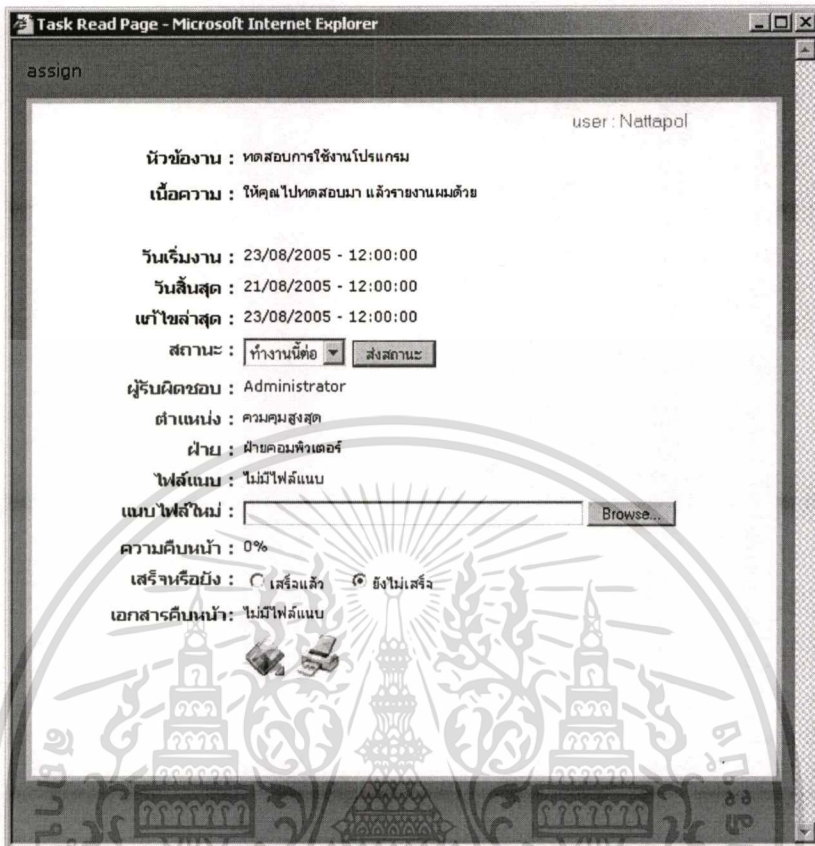 Task Read Page - Microsoft Internet Explorer
assign
user : Nattapol
หัวข้องาน : ทดสอบการใช้งานโปรแกรม
เนื้อความ : ให้คุณไปทดสอบมา แล้วรายงานผมด้วย
วันเริ่มงาน : 23/08/2005 - 12:00:00
วันสิ้นสุด : 21/08/2005 - 12:00:00
แก้ไขล่าสุด : 23/08/2005 - 12:00:00
สถานะ : ทำงานนี้ต่อ ส่งสถานะ
ผู้รับผิดชอบ : Administrator
ตำแหน่ง : ควมคุมสูงสุด
ฝ่าย : ฝ่ายคอมพิวเตอร์
ไฟล์แนบ : ไม่มีไฟล์แนบ
แนบไฟล์ใหม่ : Browse...
ความคืบหน้า : 0%
เสร็จหรือยัง : เสร็จแล้ว ยังไม่เสร็จ
เอกสารคืบหน้า: ไม่มีไฟล์แนบ